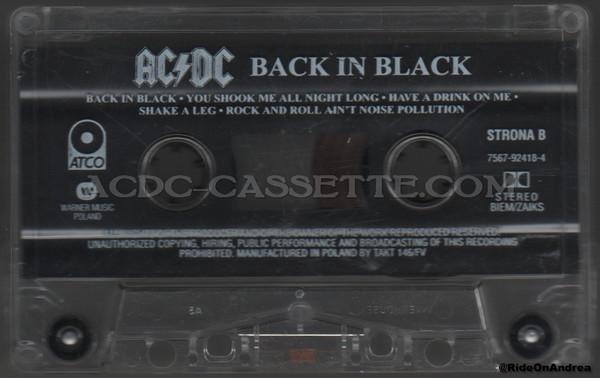 AC/DC BACK IN BLACK
BACK IN BLACK • YOU SHOOK ME ALL NIGHT LONG • HAVE A DRINK ON ME •
SHAKE A LEG • ROCK AND ROLL AIN'T NOISE POLLUTION
ATCO
STRONA B
7567-92418-4
ACDC-CASSETTE.COM
WARNER MUSIC
POLAND
STEREO
BIEM/ZAIKS
UNAUTHORIZED COPYING, HIRING, PUBLIC PERFORMANCE AND BROADCASTING OF THIS RECORDING
PROHIBITED. MANUFACTURED IN POLAND BY TAKT 146/FV
@RideOnAndrea